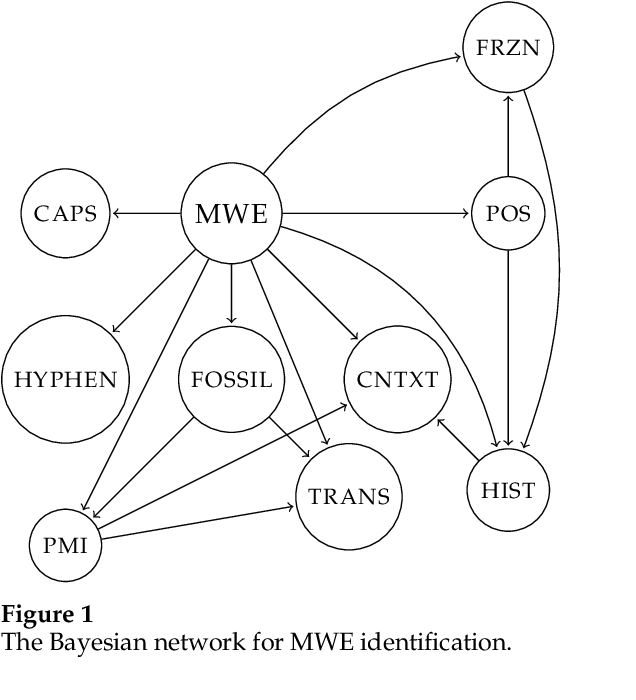 FRZN
CAPS
MWE
POS
HYPHEN
FOSSIL
CNTXT
TRANS
HIST
PMI
Figure 1
The Bayesian network for MWE identification.